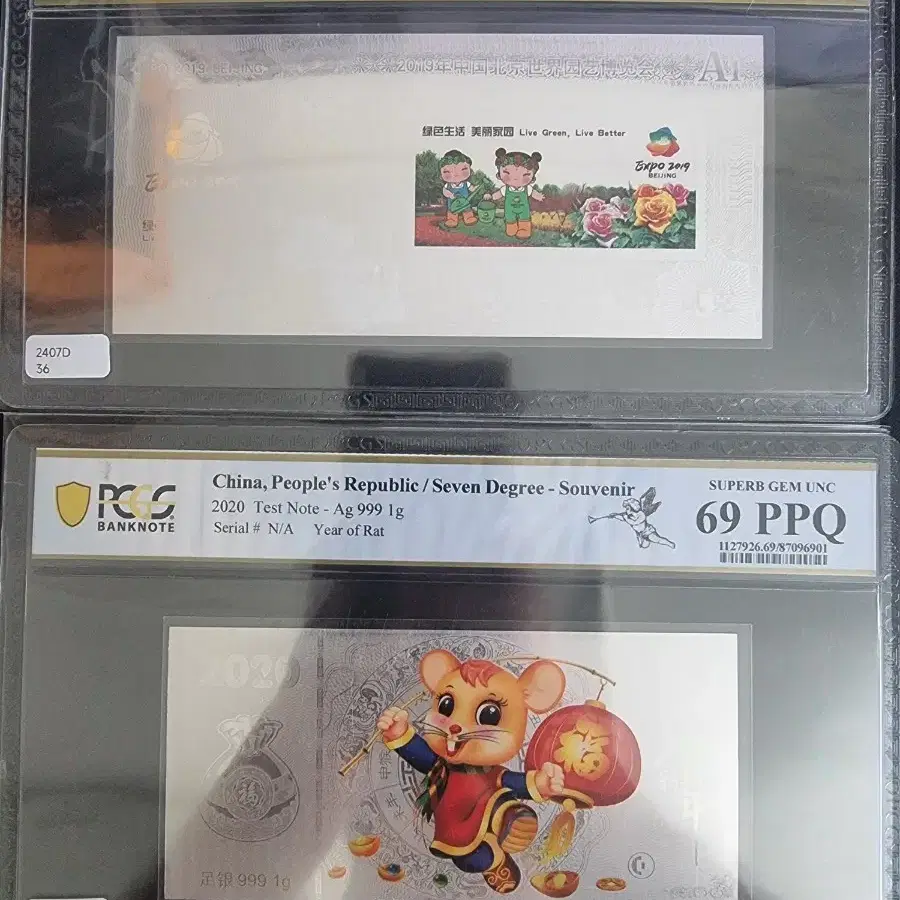 2019年中国北京世界园艺博览会
绿色生活 美丽家园 Live Green, Live Better
Expo 2019
BEIJING
2407D
36
PCGS
BANKNOTE
China, People's Republic / Seven Degree - Souvenir
2020 Test Note - Ag 999 1g
Serial # N/A Year of Rat
SUPERB GEM UNC
69 PPQ
1127926.69/87096901
2020
福
足银 999 1g